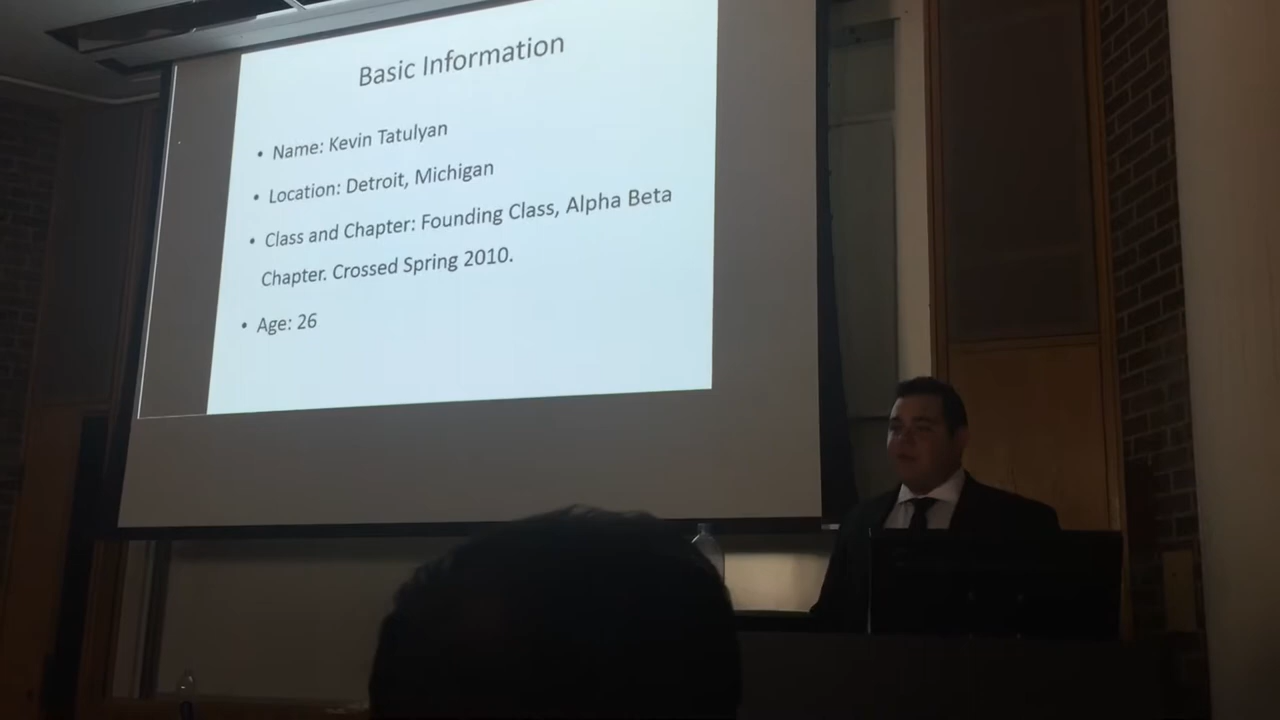 Basic Information
• Name: Kevin Tatulyan
• Location: Detroit, Michigan
• Class and Chapter: Founding Class, Alpha Beta
Chapter. Crossed Spring 2010.
• Age: 26